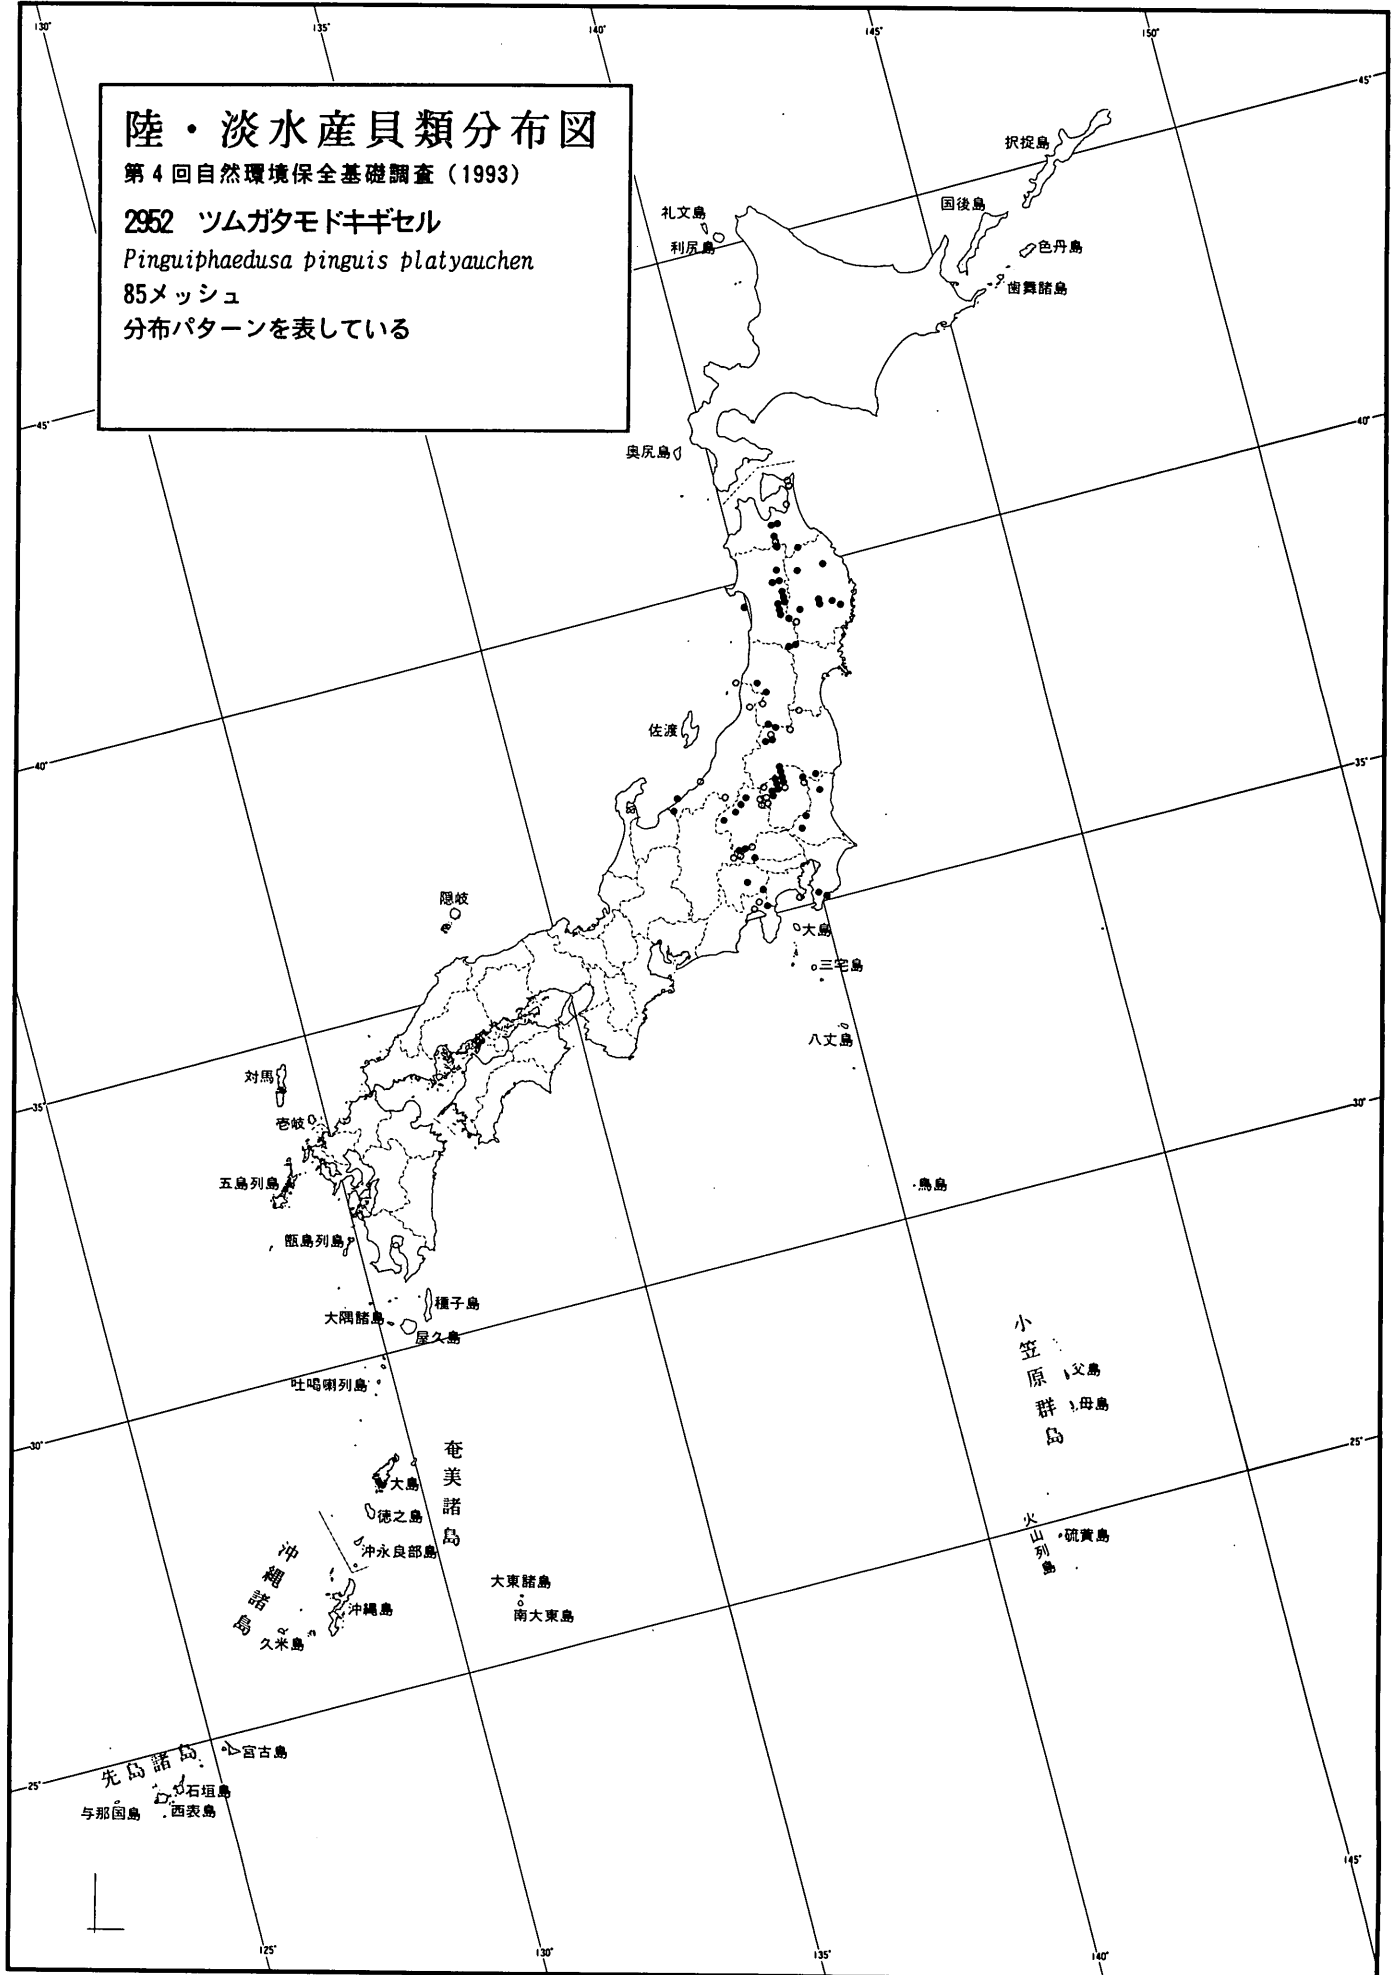 130°
135°
140°
145°
150°
陸・淡水産貝類分布図
第4回自然環境保全基礎調査（1993）
2952 ツムガタモドキギセル
Pinguiphaedusa pinguis platyauchen
85メッシュ
分布パターンを表している
45°
択捉島
国後島
礼文島
利尻島
色丹島
歯舞諸島
45°
40°
奥尻島
佐渡
40°
35°
隠岐
大島
三宅島
八丈島
対馬
35°
壱岐
30°
五島列島
鳥島
甑島列島
種子島
大隅諸島
屋久島
吐噶喇列島
小笠原群島
父島
母島
30°
25°
奄美諸島
大島
徳之島
沖永良部島
火山列島
硫黄島
沖縄諸島
大東諸島
南大東島
沖縄島
久米島
先島諸島
宮古島
25°
石垣島
与那国島
西表島
145°
125°
130°
135°
140°